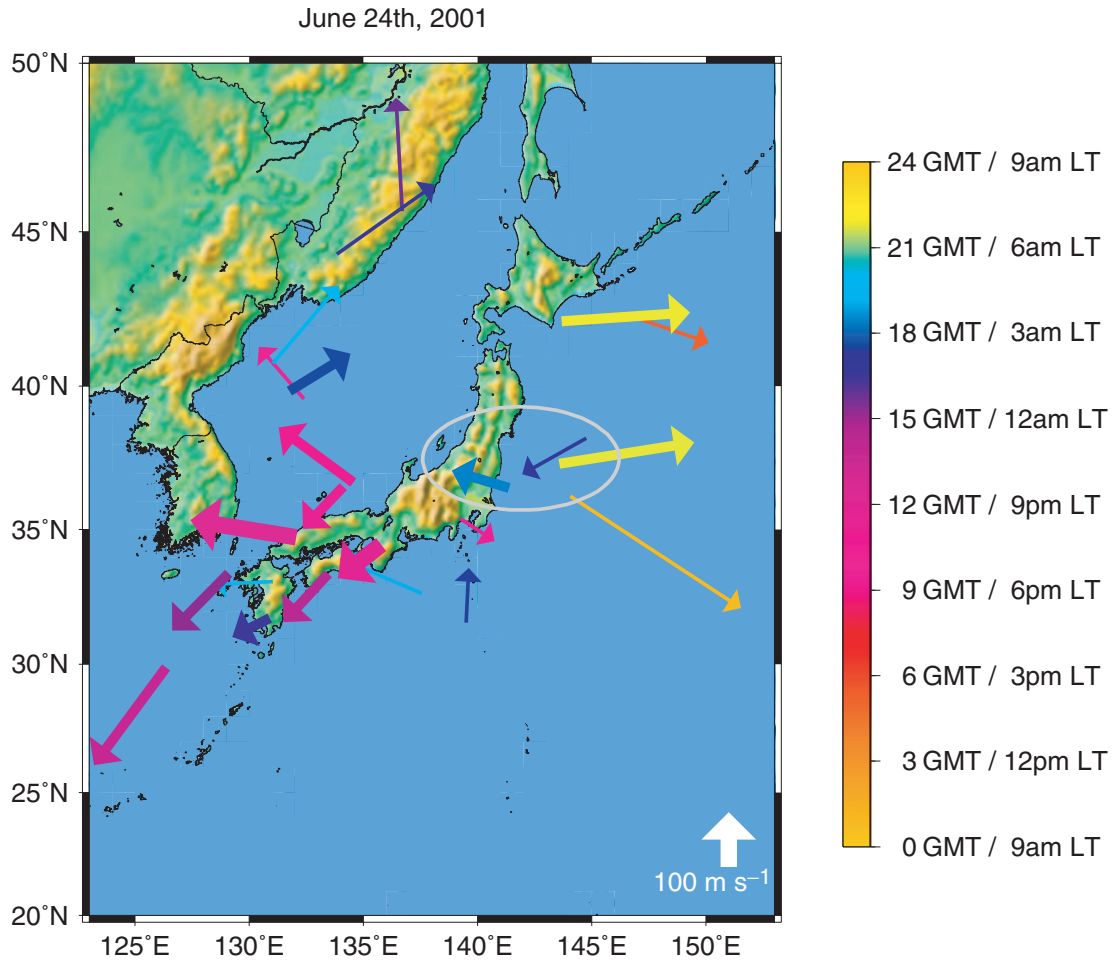 June 24th, 2001
50˚N
45˚N
40˚N
35˚N
30˚N
25˚N
20˚N
125˚E
130˚E
135˚E
140˚E
145˚E
150˚E
100 m s⁻¹
24 GMT / 9am LT
21 GMT / 6am LT
18 GMT / 3am LT
15 GMT / 12am LT
12 GMT / 9pm LT
9 GMT / 6pm LT
6 GMT / 3pm LT
3 GMT / 12pm LT
0 GMT / 9am LT